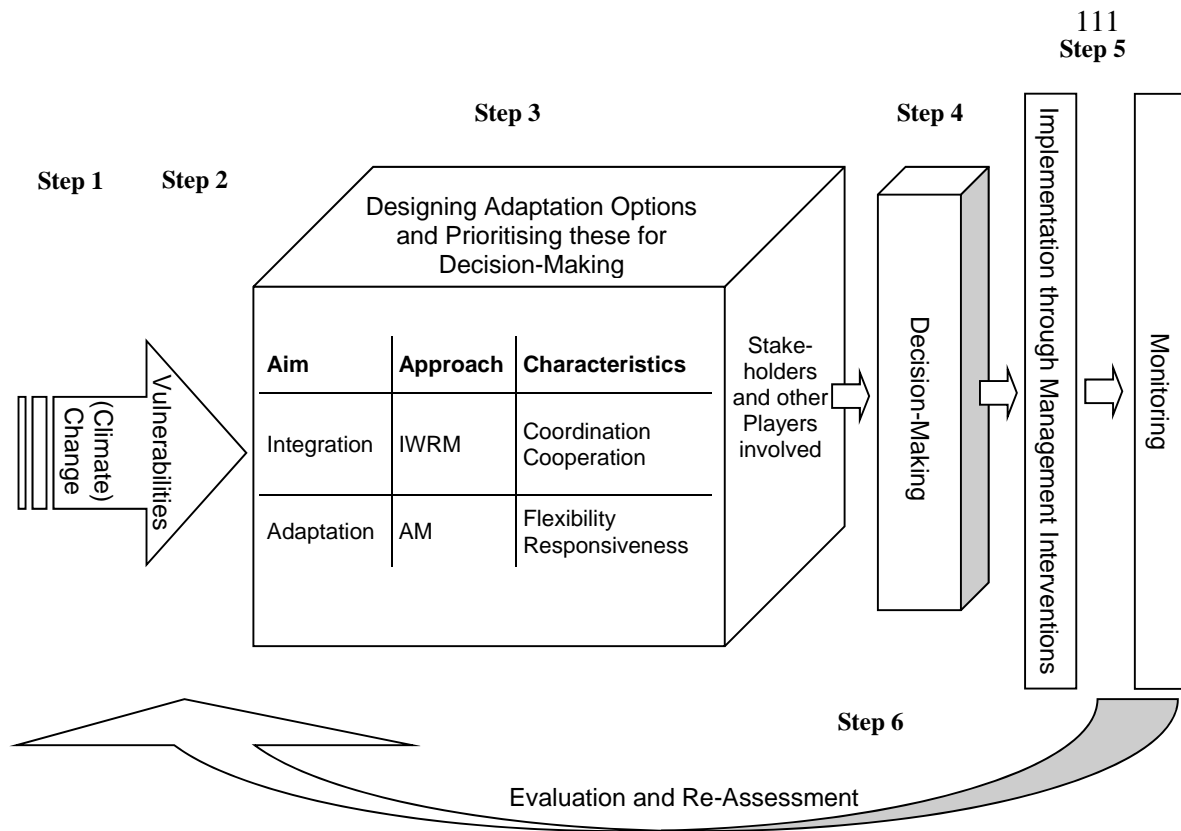 111
Step 5
Step 3
Step 4
Step 1
Step 2
(Climate)
Change
Vulnerabilities
Designing Adaptation Options
and Prioritising these for
Decision-Making
Aim Approach Characteristics
Integration IWRM Coordination
Cooperation
Adaptation AM Flexibility
Responsiveness
Stake-
holders
and other
Players
involved
Decision-Making
Implementation through Management Interventions
Monitoring
Step 6
Evaluation and Re-Assessment